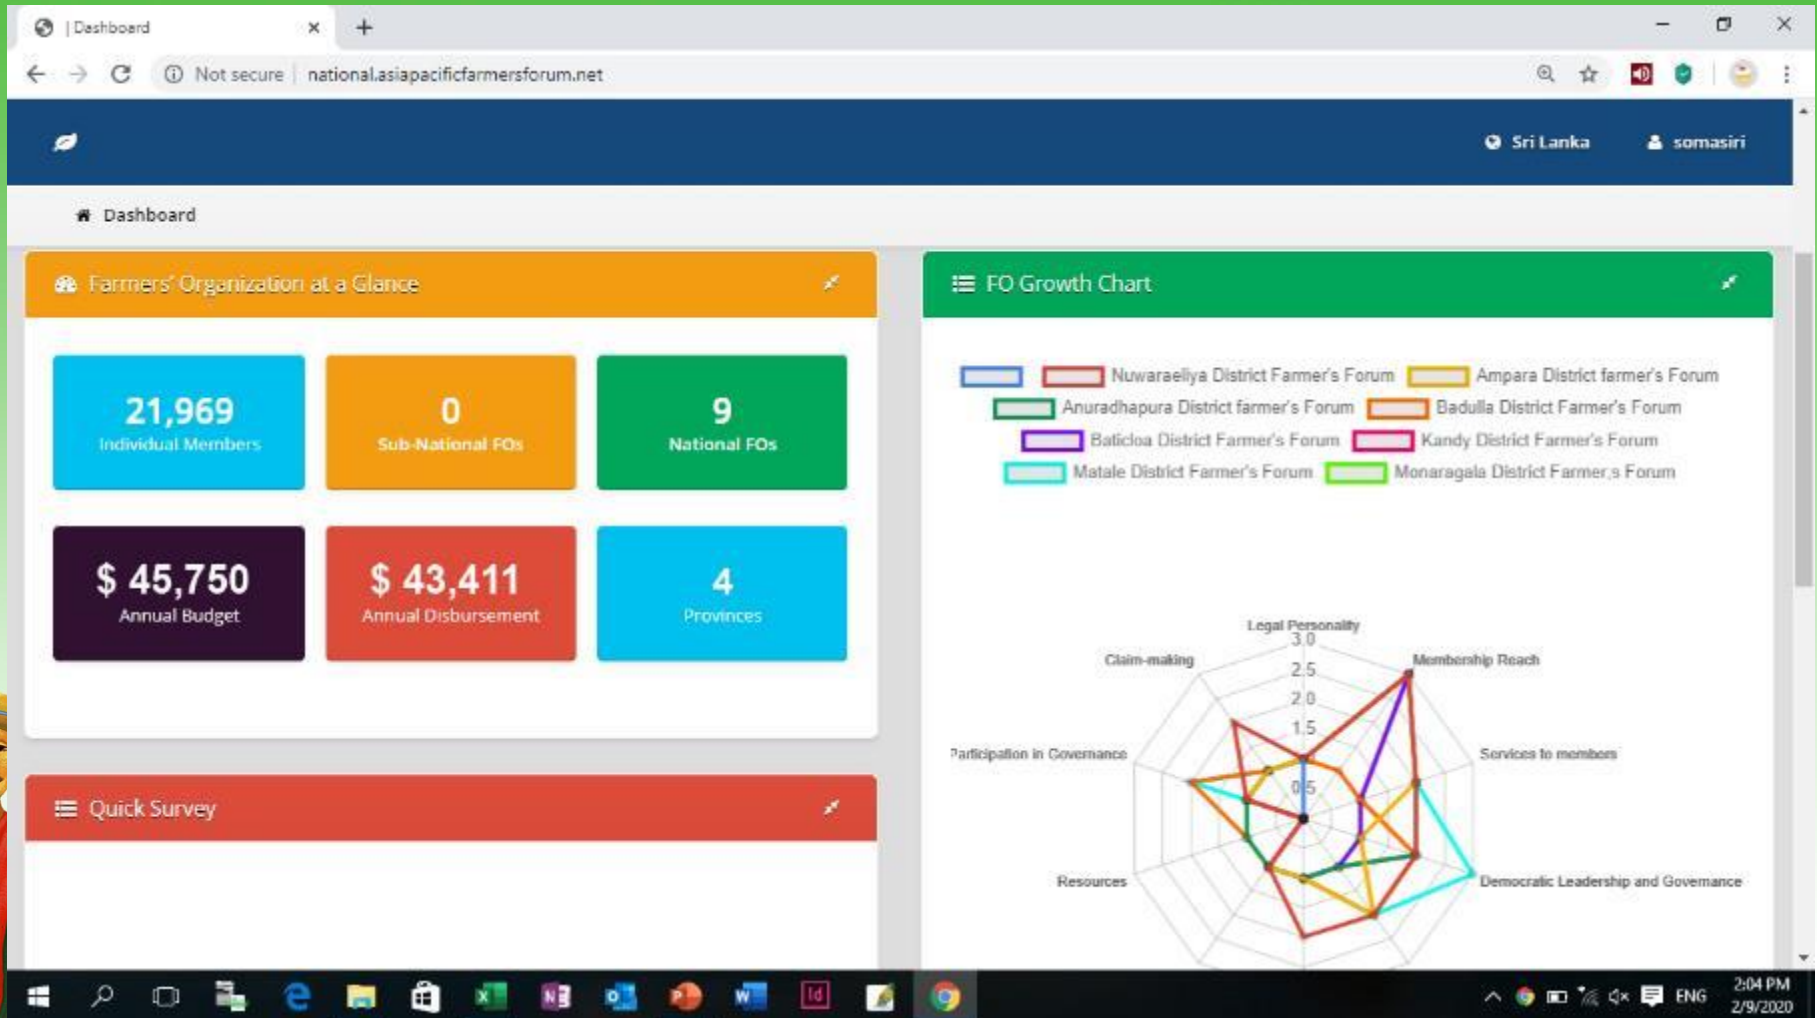 | Dashboard
Not secure | national.asiapacificfarmersforum.net
Sri Lanka
somasiri
Dashboard
Farmers' Organization at a Glance
21,969
Individual Members
0
Sub-National FOs
9
National FOs
$ 45,750
Annual Budget
$ 43,411
Annual Disbursement
4
Provinces
Quick Survey
FO Growth Chart
Nuwaraeliya District Farmer's Forum
Ampara District farmer's Forum
Anuradhapura District farmer's Forum
Badulla District Farmer's Forum
Baticloa District Farmer's Forum
Kandy District Farmer's Forum
Matale District Farmer's Forum
Monaragala District Farmer,s Forum
Legal Personality
3.0
Claim-making
Membership Reach
2.5
2.0
1.5
Participation in Governance
Services to members
0.5
Resources
Democratic Leadership and Governance
ENG
2:04 PM
2/9/2020